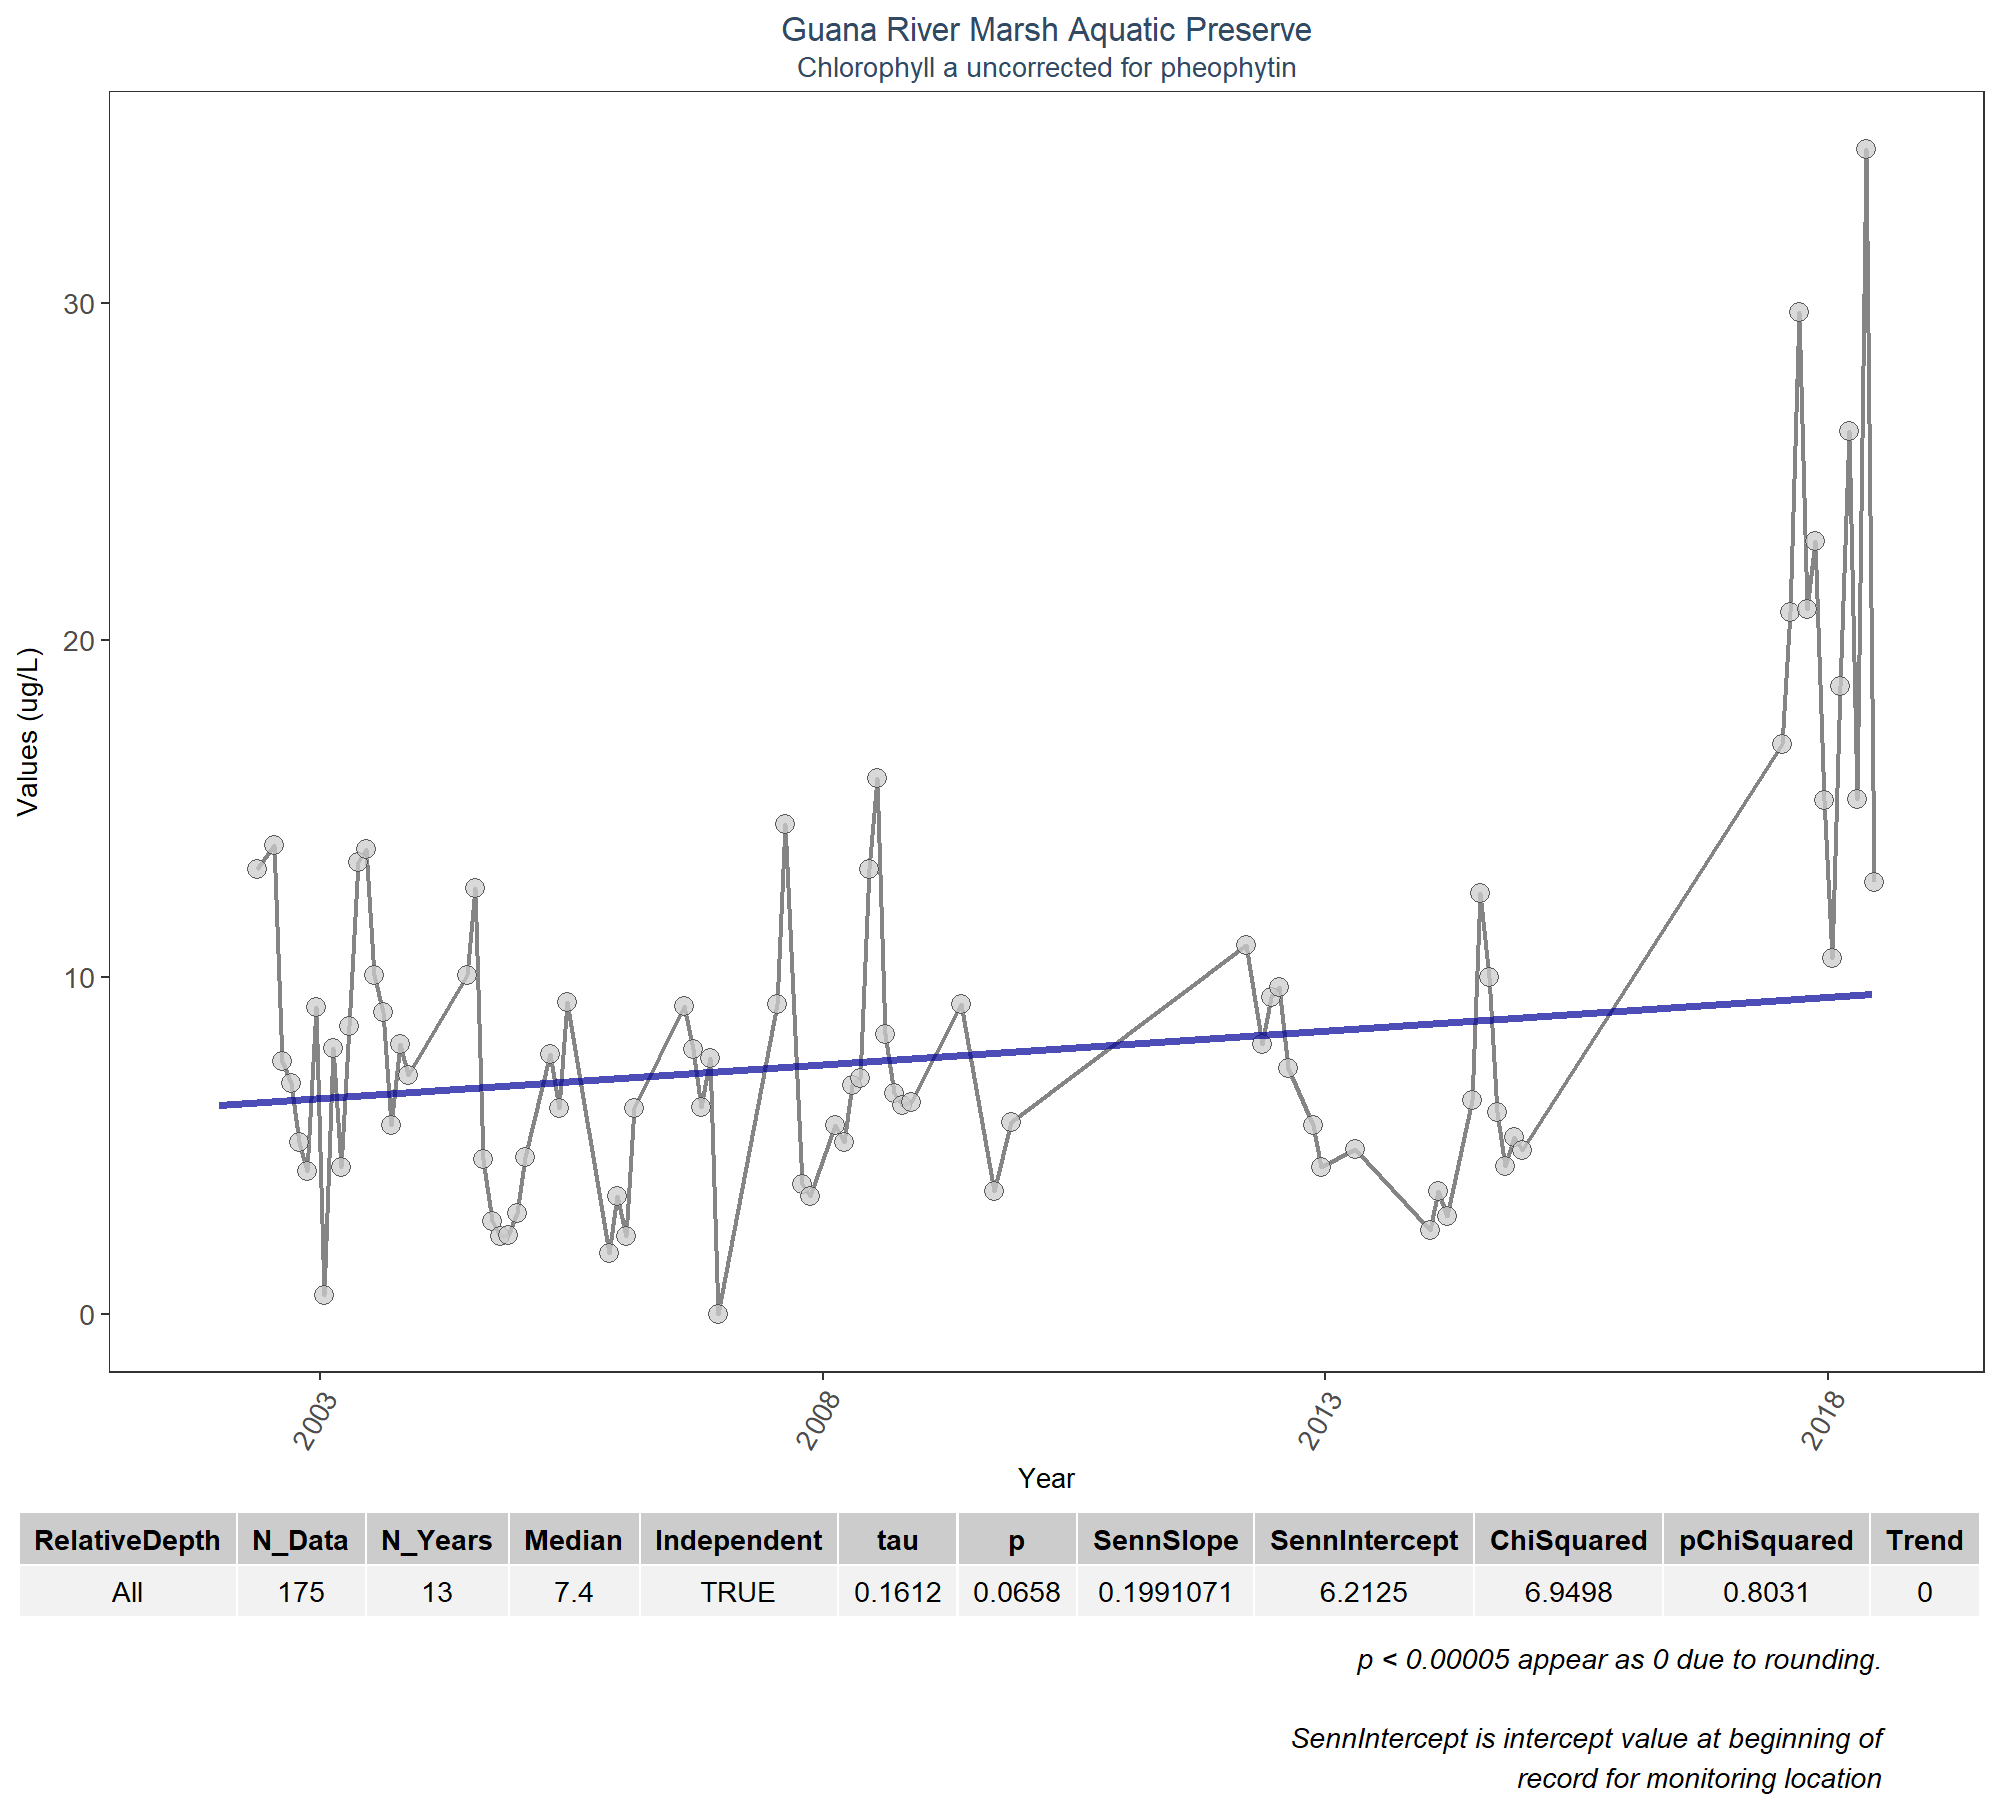 Guana River Marsh Aquatic Preserve
Chlorophyll a uncorrected for pheophytin
Values (ug/L)
30
20
10
0
2003
2008
2013
2018
Year
RelativeDepth N_Data N_Years Median Independent tau p SennSlope SennIntercept ChiSquared pChiSquared Trend
All 175 13 7.4 TRUE 0.1612 0.0658 0.1991071 6.2125 6.9498 0.8031 0
p < 0.00005 appear as 0 due to rounding.
SennIntercept is intercept value at beginning of
record for monitoring location